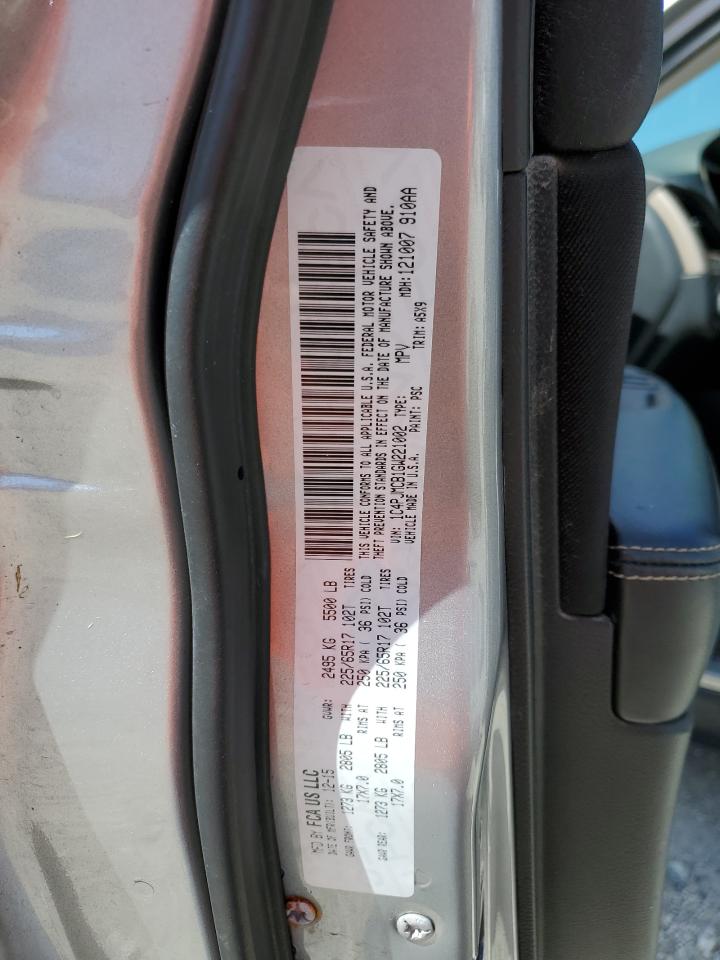 MFD BY FCA US LLC
DATE OF MFR(BUILT): 12-15 GVWR: 2495 KG 5500 LB
GAWR FRONT: 1273 KG 2805 LB WITH 225/65R17 102T TIRES
17X7.0 RIMS AT 250 KPA ( 36 PSI) COLD
GAWR REAR: 1273 KG 2805 LB WITH 225/65R17 102T TIRES
17X7.0 RIMS AT 250 KPA ( 36 PSI) COLD
THIS VEHICLE CONFORMS TO ALL APPLICABLE U.S.A. FEDERAL MOTOR VEHICLE SAFETY AND
THEFT PREVENTION STANDARDS IN EFFECT ON THE DATE OF MANUFACTURE SHOWN ABOVE.
VIN: 1C4PJMCB1GW221002 TYPE: MPV MDH: 121007 910AA
VEHICLE MADE IN U.S.A. PAINT: PSC TRIM: A5X9